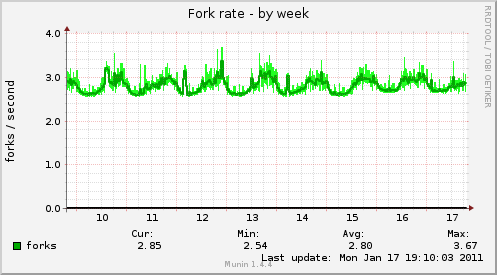 Fork rate - by week
RRDTOOL / TOBI OETIKER
forks / second
4.0
3.0
2.0
1.0
0.0
10 11 12 13 14 15 16 17
Cur: Min: Avg: Max:
forks 2.85 2.54 2.80 3.67
Last update: Mon Jan 17 19:10:03 2011
Munin 1.4.4